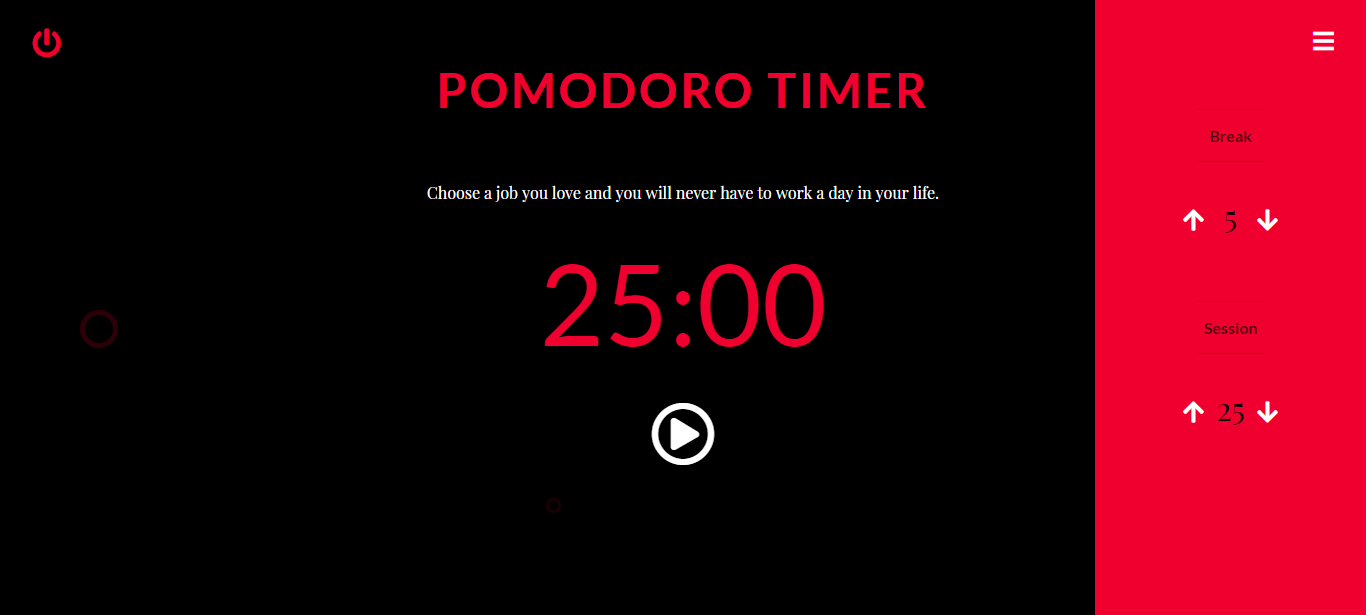 POMODORO TIMER
Choose a job you love and you will never have to work a day in your life.
25:00
Break
5
Session
25